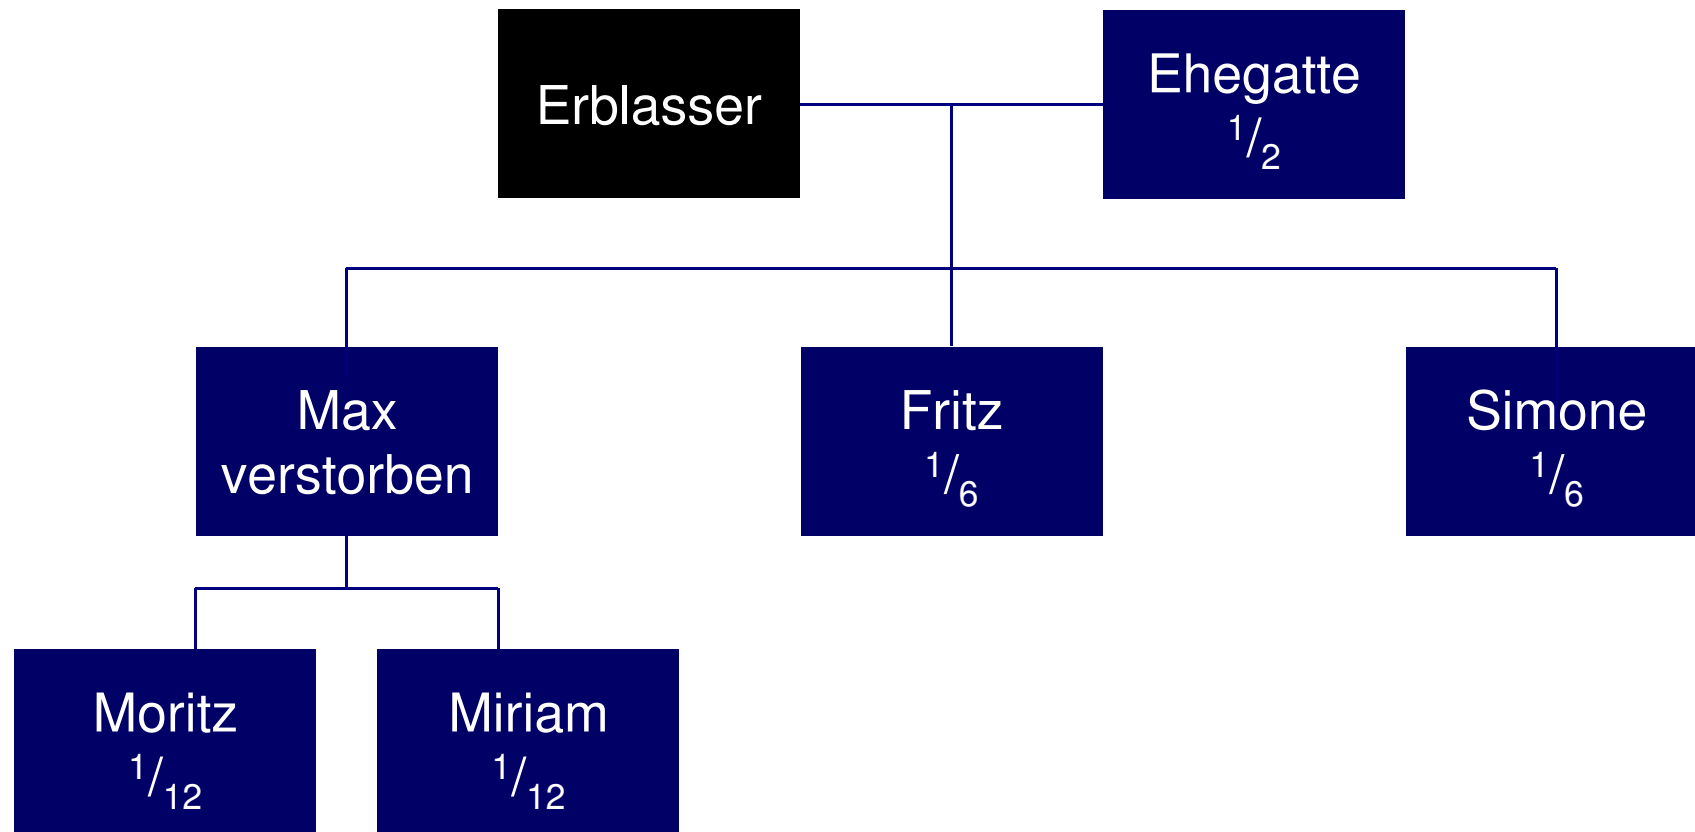 Erblasser
Ehegatte
1/2
Max
verstorben
Fritz
1/6
Simone
1/6
Moritz
1/12
Miriam
1/12